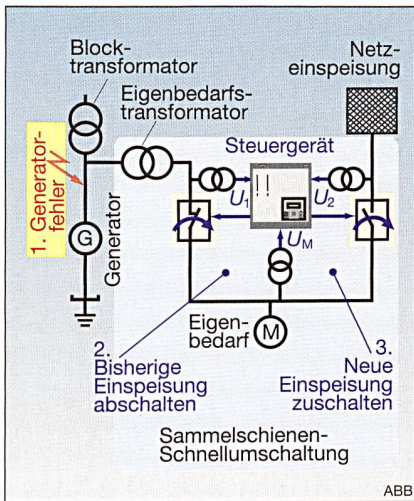 Block-
transformator
Eigenbedarfs-
transformator
Netz-
einspeisung
Steuergerät
1. Generator-
fehler
G
Generator
U1
U2
UM
!!
Eigen-
bedarf
M
2.
Bisherige
Einspeisung
abschalten
3.
Neue
Einspeisung
zuschalten
Sammelschienen-
Schnellumschaltung
ABB